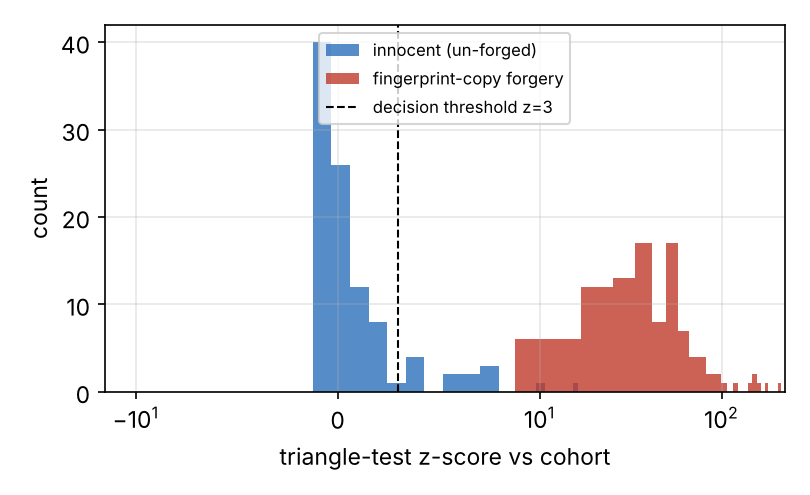 innocent (un-forged)
fingerprint-copy forgery
decision threshold z=3
count
40
30
20
10
0
−10¹
0
10¹
10²
triangle-test z-score vs cohort